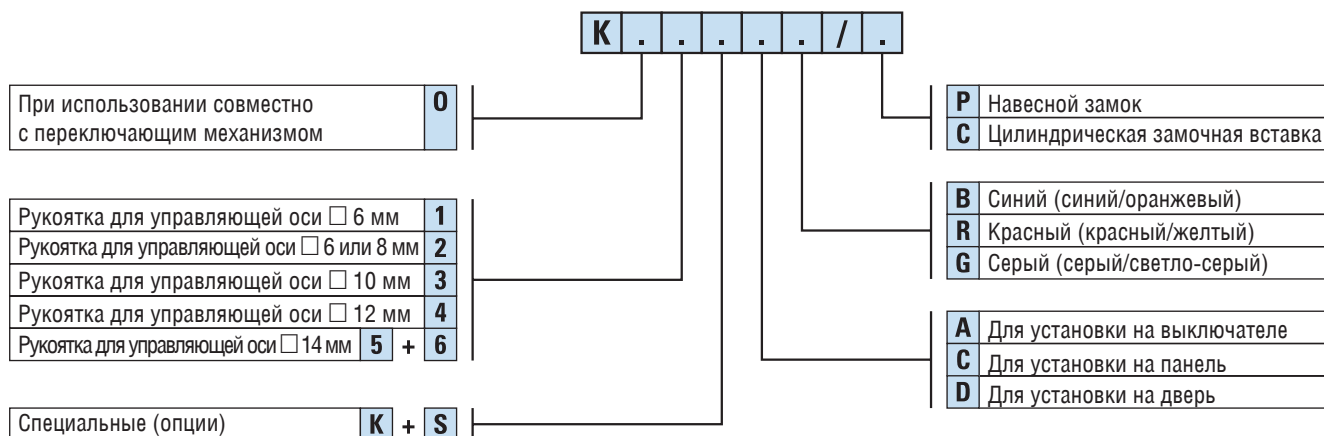 K . . . . . / .
При использовании совместно 0
с переключающим механизмом
Рукоятка для управляющей оси □ 6 мм 1
Рукоятка для управляющей оси □ 6 или 8 мм 2
Рукоятка для управляющей оси □ 10 мм 3
Рукоятка для управляющей оси □ 12 мм 4
Рукоятка для управляющей оси □ 14 мм 5 + 6
Специальные (опции) K + S
P Навесной замок
C Цилиндрическая замочная вставка
B Синий (синий/оранжевый)
R Красный (красный/желтый)
G Серый (серый/светло-серый)
A Для установки на выключателе
C Для установки на панель
D Для установки на дверь